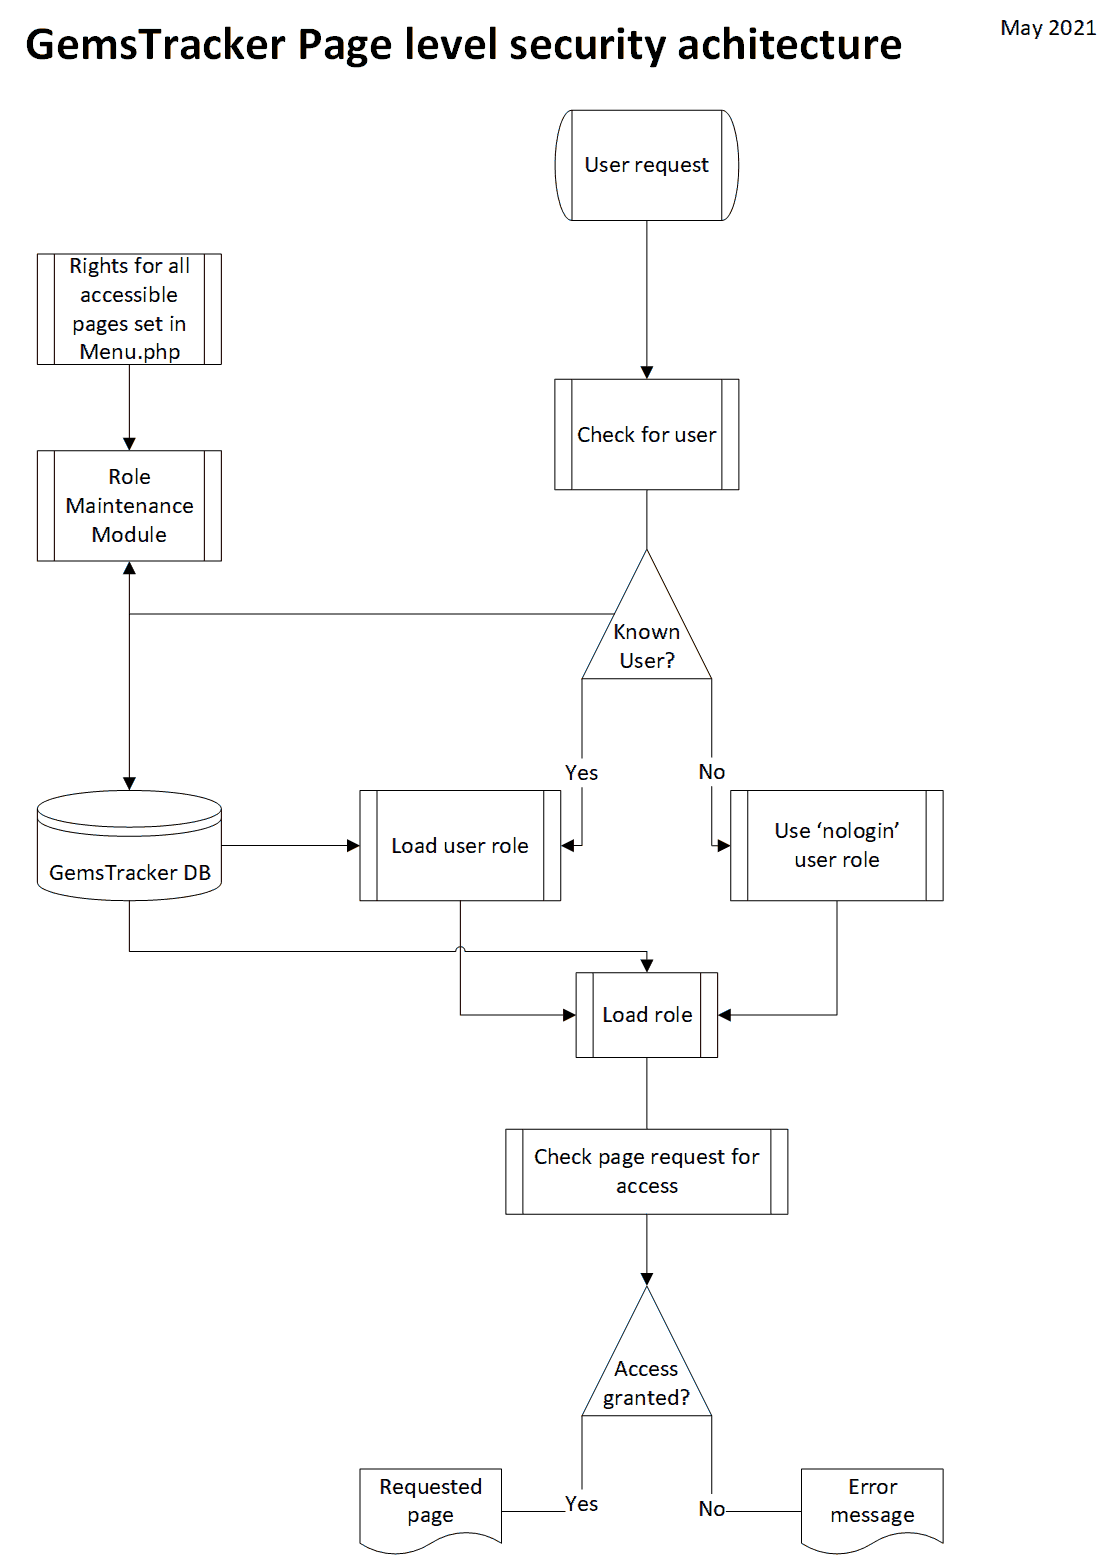 GemsTracker Page level security achitecture
May 2021
User request
Rights for all
accessible
pages set in
Menu.php
Check for user
Role
Maintenance
Module
Known
User?
Yes
No
GemsTracker DB
Load user role
Use ‘nologin’
user role
Load role
Check page request for
access
Access
granted?
Requested
page
Yes
No
Error
message